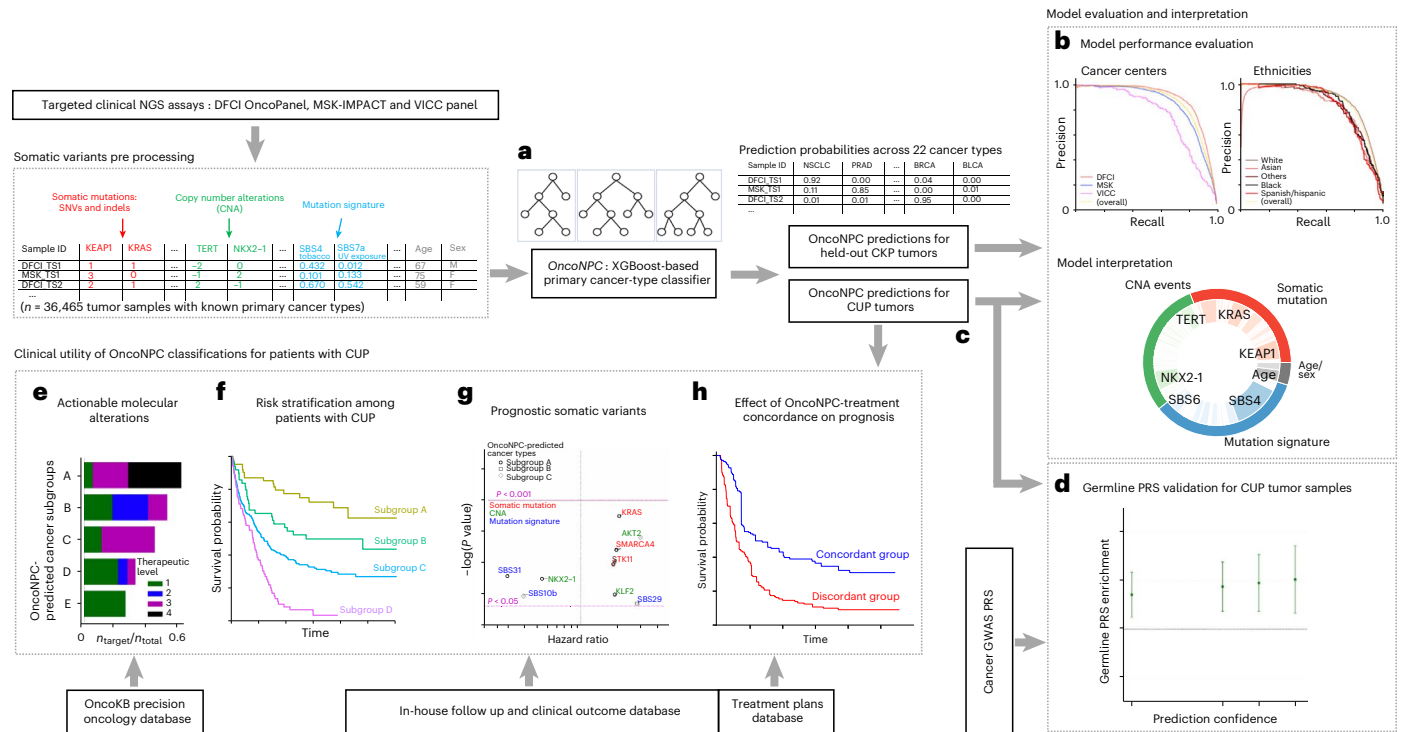 Targeted clinical NGS assays : DFCI OncoPanel, MSK-IMPACT and VICC panel
Somatic variants pre processing
Somatic mutations:
SNVs and indels
Copy number alterations
(CNA)
Mutation signature
Sample ID KEAP1 KRAS ... TERT NKX2-1 ... SBS4 tobacco SBS7a UV exposure ... Age Sex
DFCI_TS1 1 1 ... −2 0 ... 0.432 0.012 ... 67 M
MSK_TS1 3 0 ... −1 2 ... 0.101 0.133 ... 75 F
DFCI_TS2 2 1 ... 2 −1 ... 0.670 0.542 ... 59 F
...
(n = 36,465 tumor samples with known primary cancer types)
a
OncoNPC : XGBoost-based
primary cancer-type classifier
Prediction probabilities across 22 cancer types
Sample ID NSCLC PRAD ... BRCA BLCA
DFCI_TS1 0.92 0.00 ... 0.04 0.00
MSK_TS1 0.11 0.85 ... 0.00 0.01
DFCI_TS2 0.01 0.01 ... 0.95 0.00
...
OncoNPC predictions for
held-out CKP tumors
OncoNPC predictions for
CUP tumors
Model evaluation and interpretation
b Model performance evaluation
Cancer centers
1.0
Precision
DFCI
MSK
VICC
(overall)
0
Recall
1.0
Ethnicities
1.0
Precision
White
Asian
Others
Black
Spanish/hispanic
(overall)
0
Recall
1.0
Model interpretation
c
CNA events
Somatic
mutation
TERT
KRAS
KEAP1
Age
Age/
sex
NKX2-1
SBS6
SBS4
Mutation signature
d Germline PRS validation for CUP tumor samples
Germline PRS enrichment
Prediction confidence
Cancer GWAS PRS
Clinical utility of OncoNPC classifications for patients with CUP
e
Actionable molecular
alterations
OncoNPC-
predicted cancer subgroups
A
B
C
D
E
Therapeutic
level
1
2
3
4
0
ntarget/ntotal
0.6
f
Risk stratification among
patients with CUP
Survival probability
Subgroup A
Subgroup B
Subgroup C
Subgroup D
Time
g
Prognostic somatic variants
OncoNPC-predicted
cancer types
Subgroup A
Subgroup B
Subgroup C
P < 0.001
Somatic mutation
CNA
Mutation signature
−log(P value)
KRAS
AKT2
SMARCA4
STK11
SBS31
NKX2-1
SBS10b
KLF2
SBS29
P < 0.05
Hazard ratio
h
Effect of OncoNPC-treatment
concordance on prognosis
Survival probability
Concordant group
Discordant group
Time
OncoKB precision
oncology database
In-house follow up and clinical outcome database
Treatment plans
database